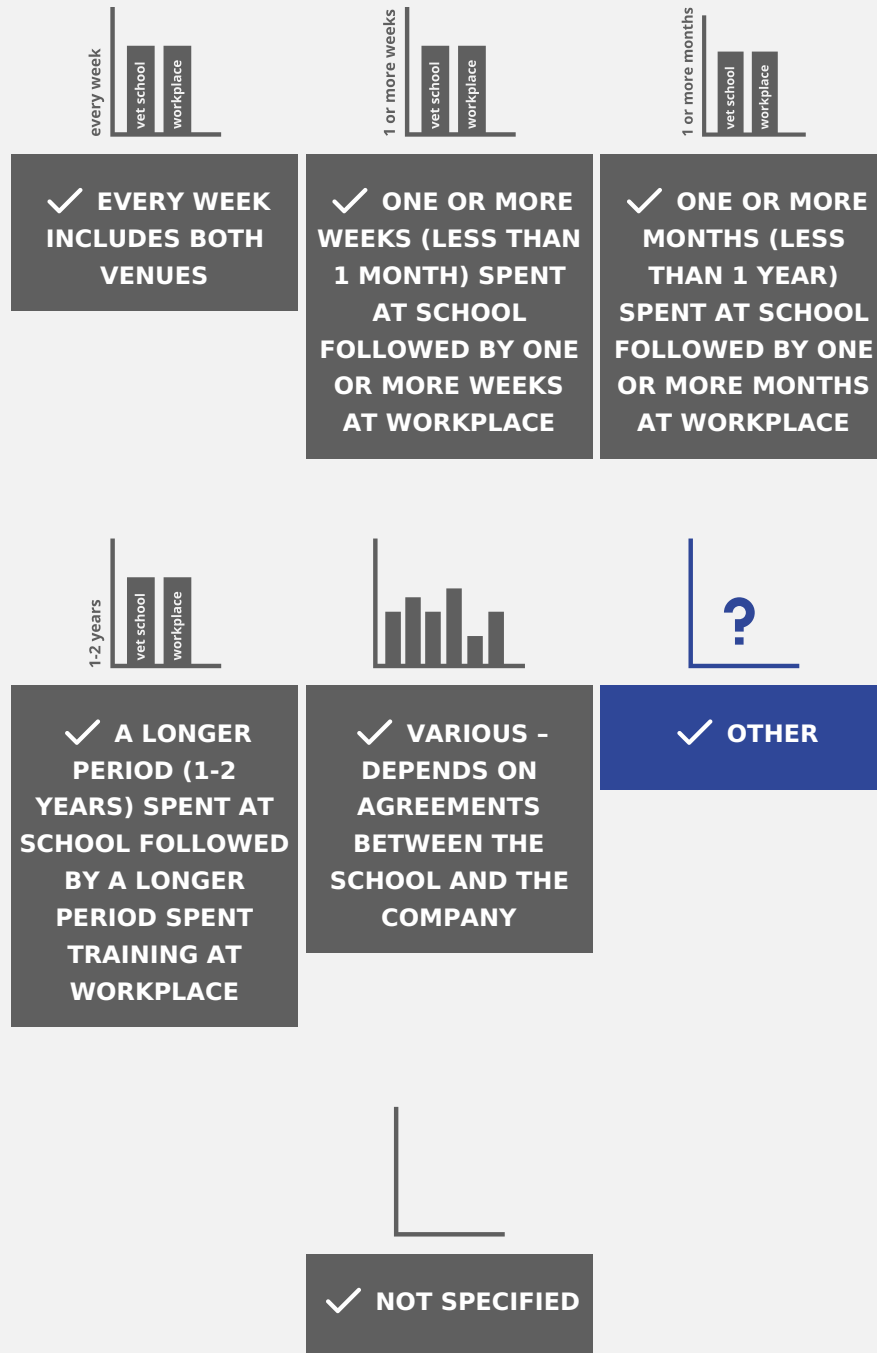 every week
vet school
workplace
1 or more weeks
vet school
workplace
1 or more months
vet school
workplace
EVERY WEEK
INCLUDES BOTH
VENUES
ONE OR MORE
WEEKS (LESS THAN
1 MONTH) SPENT
AT SCHOOL
FOLLOWED BY ONE
OR MORE WEEKS
AT WORKPLACE
ONE OR MORE
MONTHS (LESS
THAN 1 YEAR)
SPENT AT SCHOOL
FOLLOWED BY ONE
OR MORE MONTHS
AT WORKPLACE
1-2 years
vet school
workplace
?
A LONGER
PERIOD (1-2
YEARS) SPENT AT
SCHOOL FOLLOWED
BY A LONGER
PERIOD SPENT
TRAINING AT
WORKPLACE
VARIOUS –
DEPENDS ON
AGREEMENTS
BETWEEN THE
SCHOOL AND THE
COMPANY
OTHER
NOT SPECIFIED